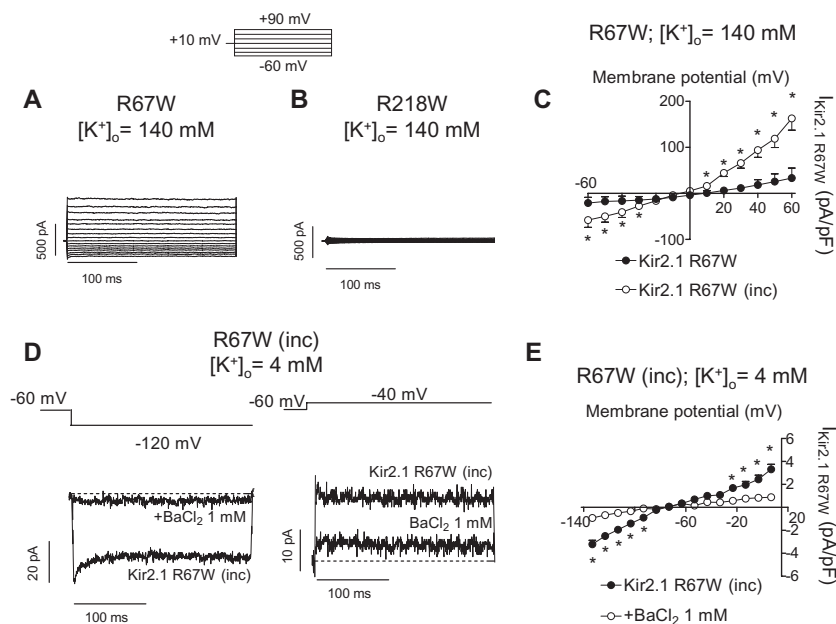 +90 mV
+10 mV
-60 mV
R67W; [K⁺]ₒ= 140 mM
A
R67W
[K⁺]ₒ= 140 mM
500 pA
100 ms
B
R218W
[K⁺]ₒ= 140 mM
500 pA
100 ms
C
Membrane potential (mV)
I Kir2.1 R67W (pA/pF)
200
100
-100
-60
20
40
60
* * * * * *
* * * *
Kir2.1 R67W
Kir2.1 R67W (inc)
D
R67W (inc)
[K⁺]ₒ= 4 mM
-60 mV
-120 mV
+BaCl₂ 1 mM
Kir2.1 R67W (inc)
20 pA
100 ms
-60 mV
-40 mV
Kir2.1 R67W (inc)
BaCl₂ 1 mM
10 pA
100 ms
E
R67W (inc); [K⁺]ₒ= 4 mM
Membrane potential (mV)
I Kir2.1 R67W (pA/pF)
6
4
2
-2
-4
-6
-140
-60
-20
20
* * * *
* * * * *
Kir2.1 R67W (inc)
+BaCl₂ 1 mM